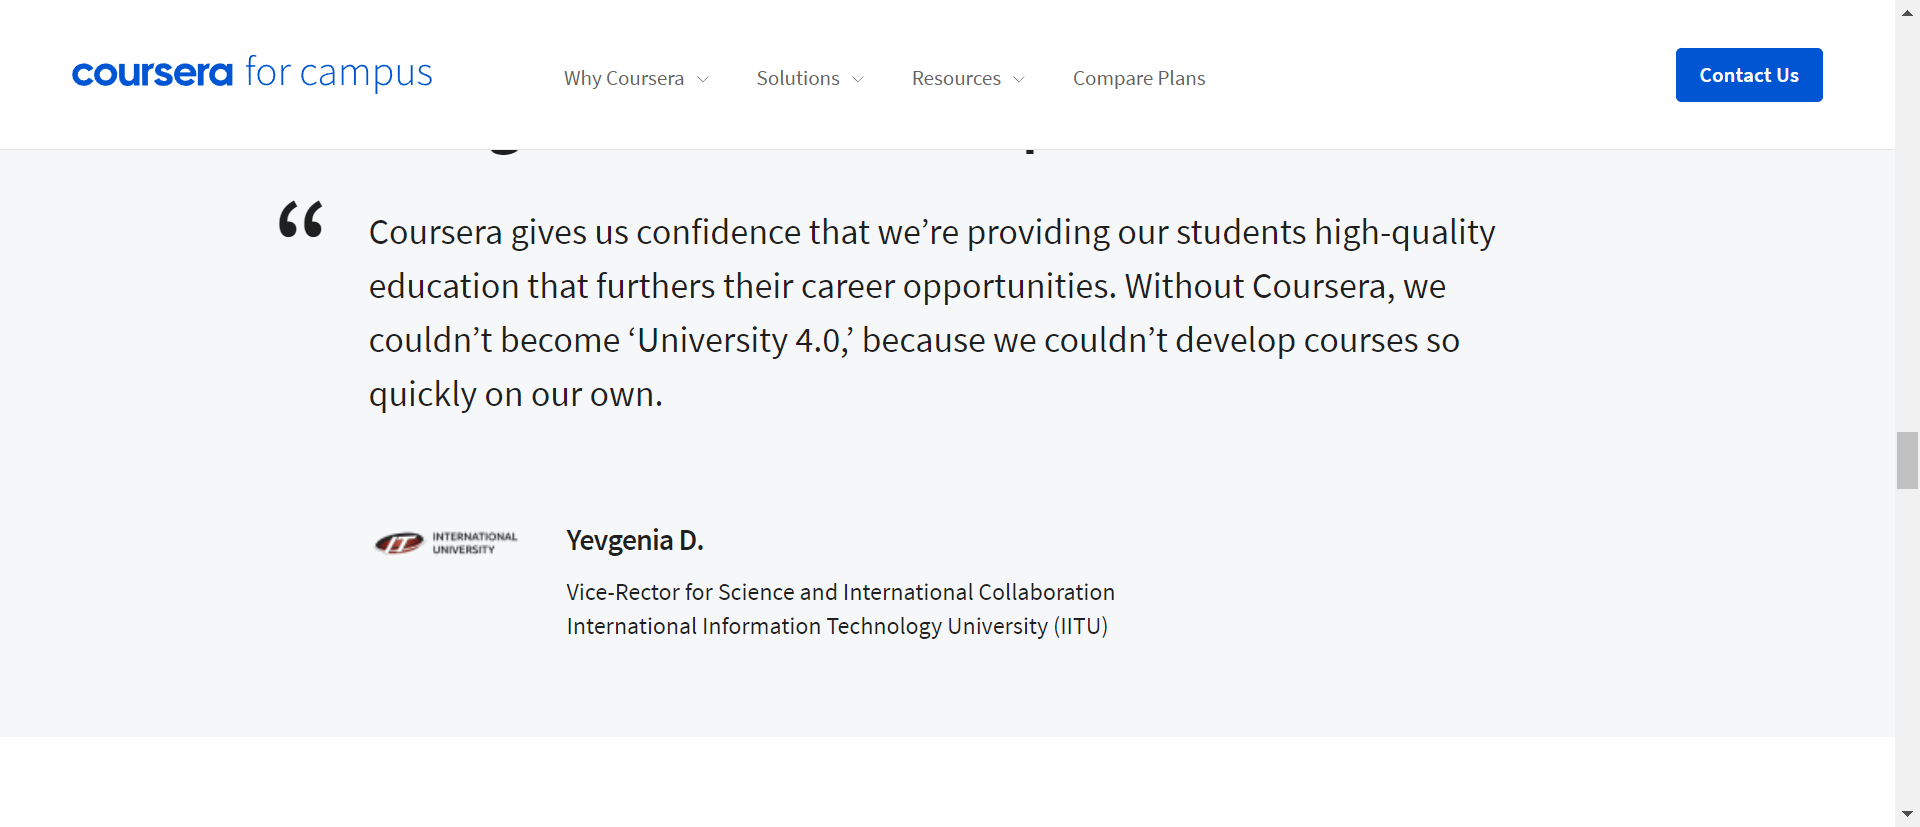 coursera for campus
Why Coursera
Solutions
Resources
Compare Plans
Contact Us
“
Coursera gives us confidence that we’re providing our students high-quality
education that furthers their career opportunities. Without Coursera, we
couldn’t become ‘University 4.0,’ because we couldn’t develop courses so
quickly on our own.
IT INTERNATIONAL
UNIVERSITY
Yevgenia D.
Vice-Rector for Science and International Collaboration
International Information Technology University (IITU)